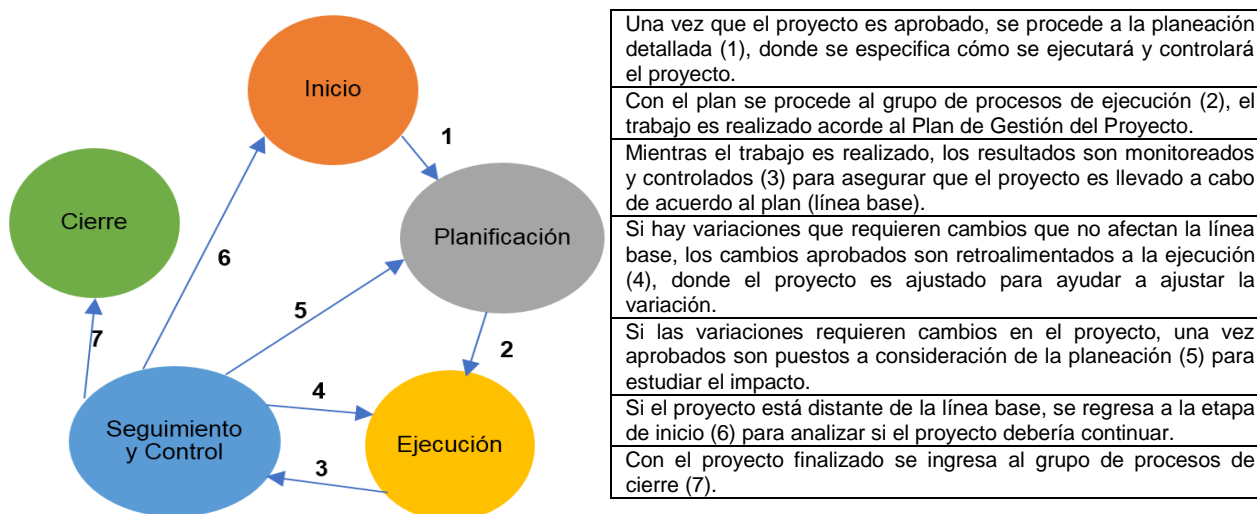 Inicio
1
Cierre
Planificación
6
5
7
2
4
Seguimiento
y Control
Ejecución
3
Una vez que el proyecto es aprobado, se procede a la planeación
detallada (1), donde se especifica cómo se ejecutará y controlará
el proyecto.
Con el plan se procede al grupo de procesos de ejecución (2), el
trabajo es realizado acorde al Plan de Gestión del Proyecto.
Mientras el trabajo es realizado, los resultados son monitoreados
y controlados (3) para asegurar que el proyecto es llevado a cabo
de acuerdo al plan (línea base).
Si hay variaciones que requieren cambios que no afectan la línea
base, los cambios aprobados son retroalimentados a la ejecución
(4), donde el proyecto es ajustado para ayudar a ajustar la
variación.
Si las variaciones requieren cambios en el proyecto, una vez
aprobados son puestos a consideración de la planeación (5) para
estudiar el impacto.
Si el proyecto está distante de la línea base, se regresa a la etapa
de inicio (6) para analizar si el proyecto debería continuar.
Con el proyecto finalizado se ingresa al grupo de procesos de
cierre (7).